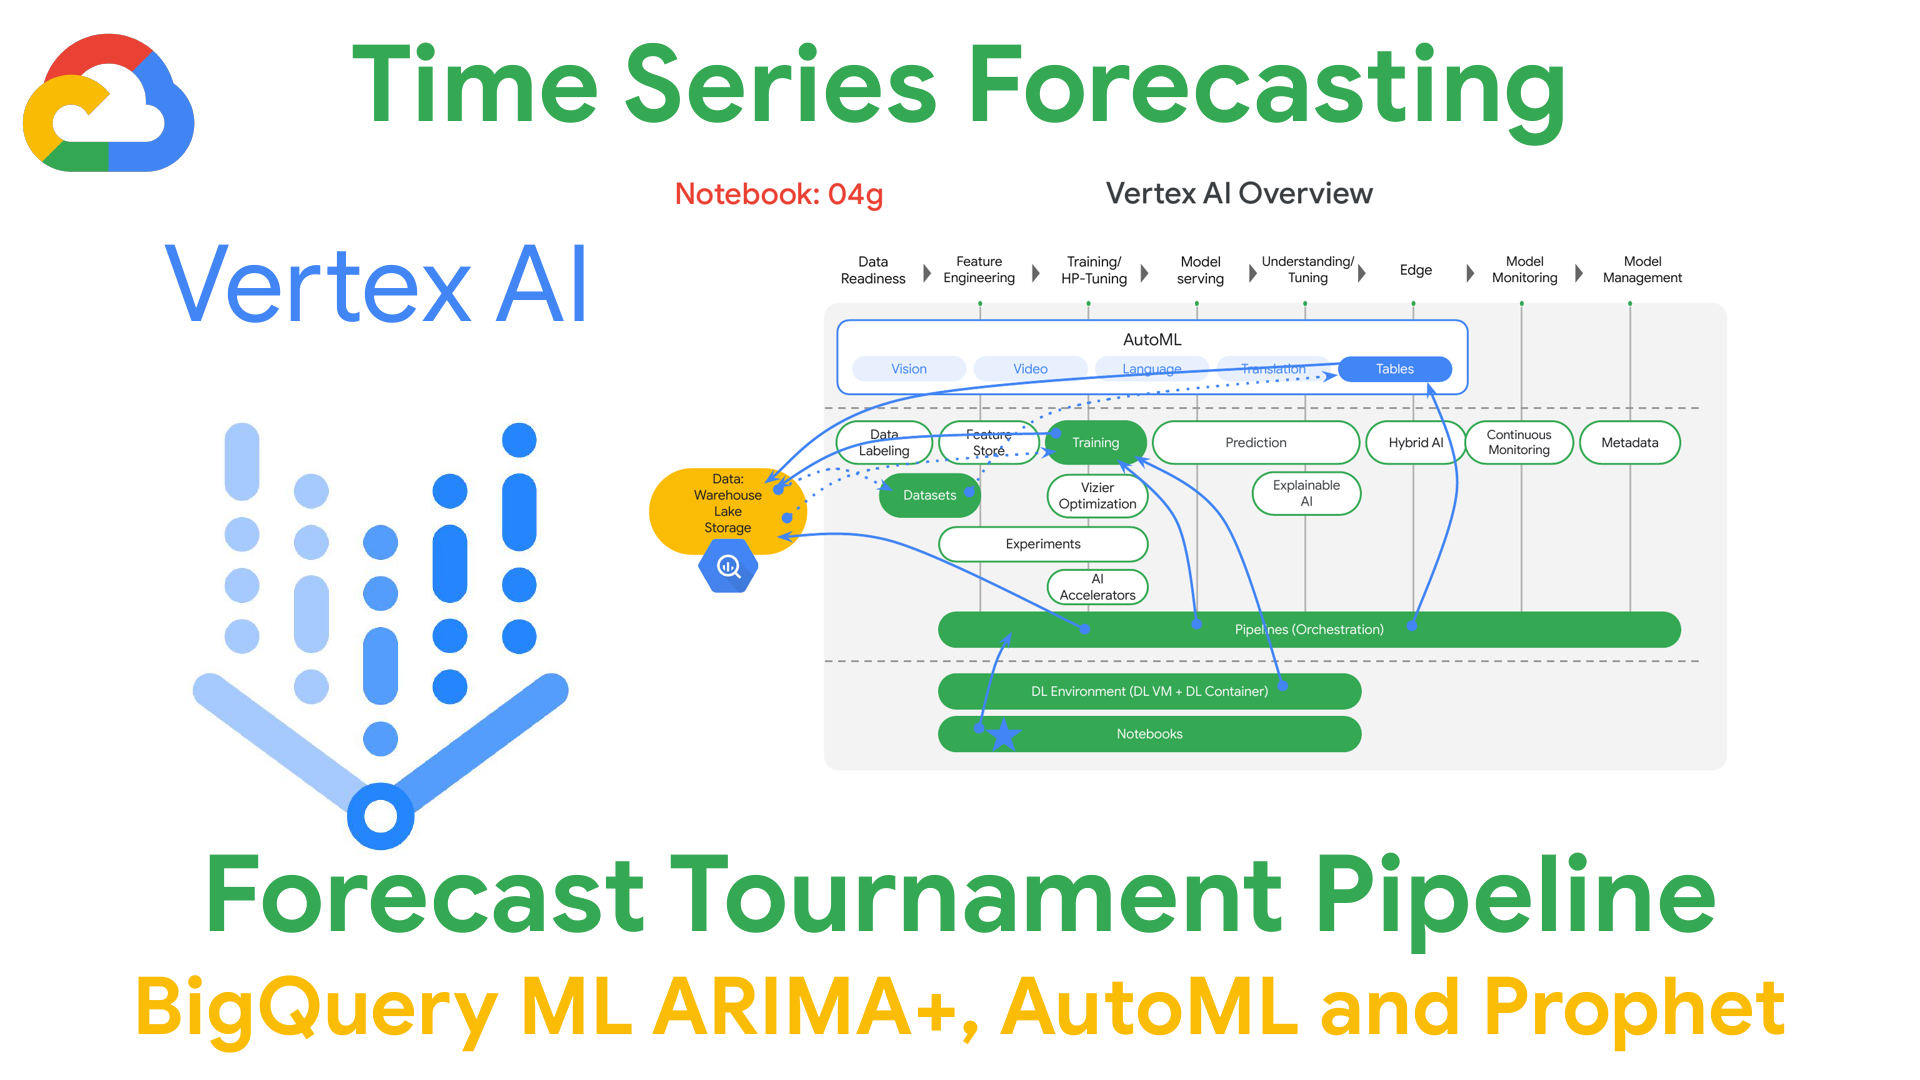 Time Series Forecasting
Notebook: 04g
Vertex AI Overview
Vertex AI
Data
Readiness
Feature
Engineering
Training/
HP-Tuning
Model
serving
Understanding/
Tuning
Edge
Model
Monitoring
Model
Management
AutoML
Vision
Video
Language
Translation
Tables
Data
Labeling
Feature
Store
Training
Prediction
Hybrid AI
Continuous
Monitoring
Metadata
Data:
Warehouse
Lake
Storage
Datasets
Vizier
Optimization
Explainable
AI
Experiments
AI
Accelerators
Pipelines (Orchestration)
DL Environment (DL VM + DL Container)
Notebooks
Forecast Tournament Pipeline
BigQuery ML ARIMA+, AutoML and Prophet